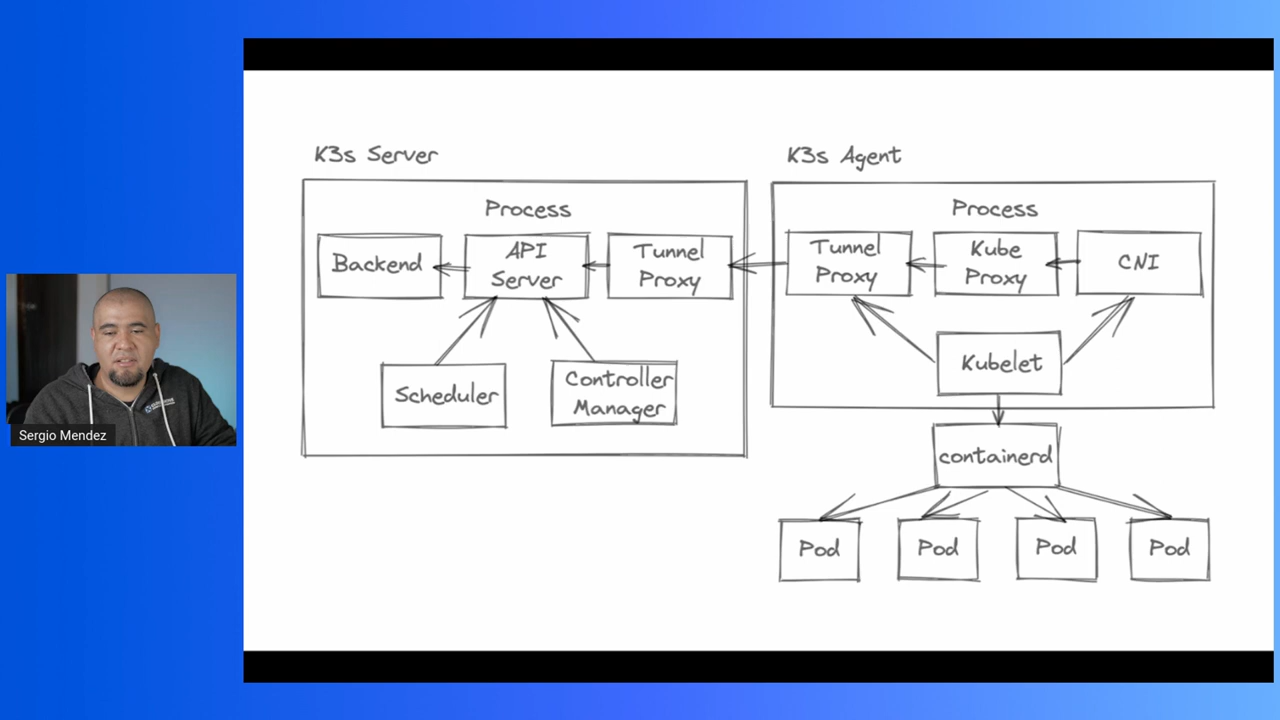 K3s Server
Process
Backend
API
Server
Tunnel
Proxy
Scheduler
Controller
Manager
K3s Agent
Process
Tunnel
Proxy
Kube
Proxy
CNI
Kubelet
containerd
Pod
Pod
Pod
Pod
Sergio Mendez